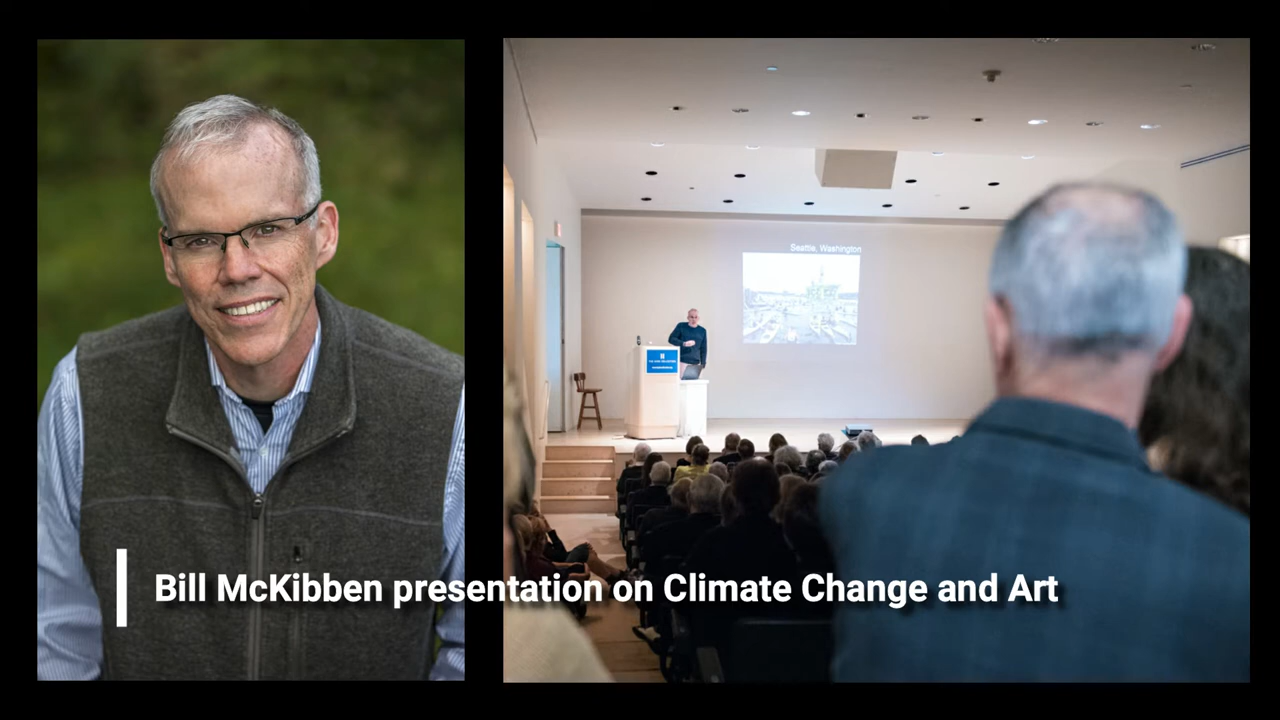 Seattle, Washington
Bill McKibben presentation on Climate Change and Art